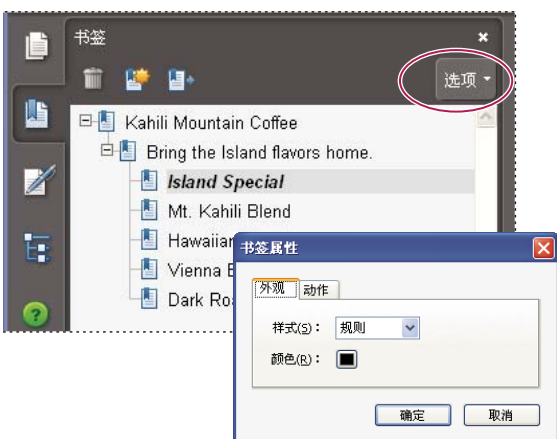 书签
选项
Kahili Mountain Coffee
Bring the Island flavors home.
Island Special
Mt. Kahili Blend
Hawaiian
Vienna
Dark
书签属性
外观 动作
样式(S)： 规则
颜色(R)：
确定 取消